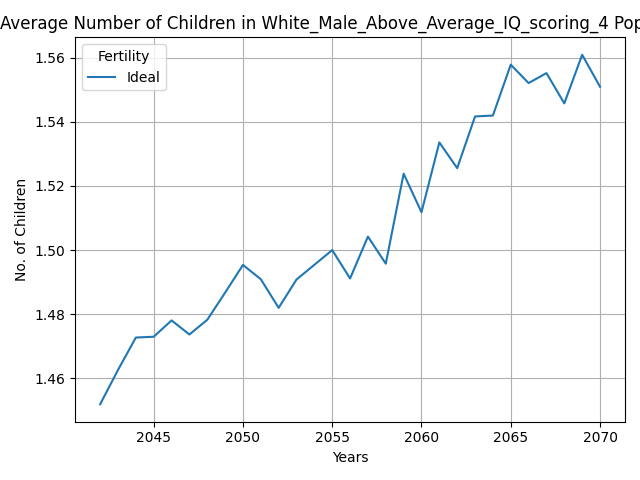 Average Number of Children in White_Male_Above_Average_IQ_scoring_4 Pop
Fertility
Ideal
1.56
1.54
1.52
1.50
1.48
1.46
No. of Children
2045 2050 2055 2060 2065 2070
Years